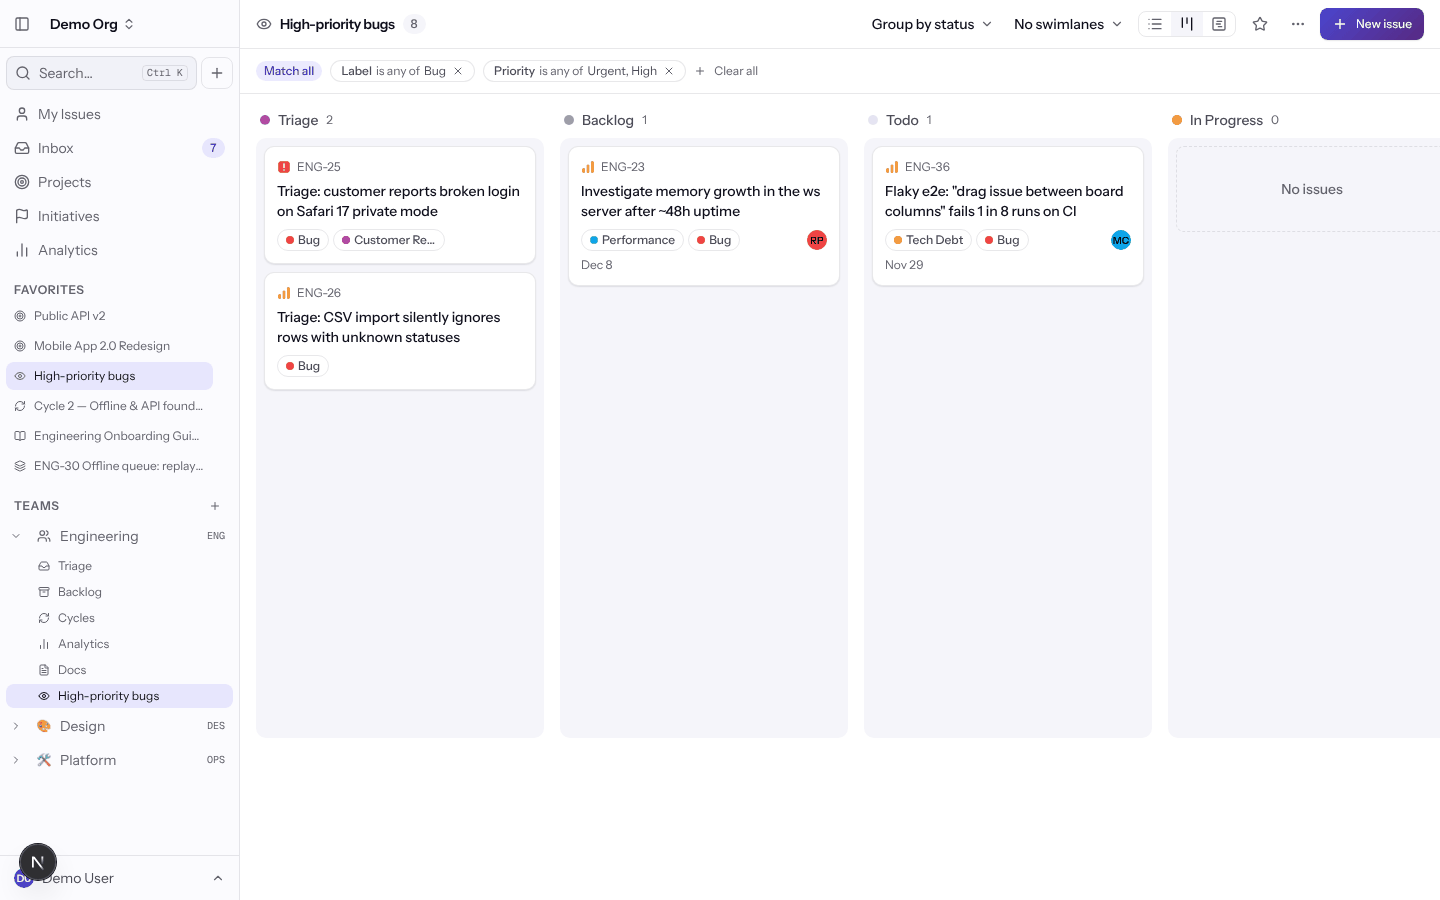 Demo Org
Search...
Ctrl K
My Issues
Inbox
7
Projects
Initiatives
Analytics
FAVORITES
Public API v2
Mobile App 2.0 Redesign
High-priority bugs
Cycle 2 — Offline & API found...
Engineering Onboarding Gui...
ENG-30 Offline queue: replay...
TEAMS
Engineering
ENG
Triage
Backlog
Cycles
Analytics
Docs
High-priority bugs
Design
DES
Platform
OPS
N
Demo User
High-priority bugs
8
Group by status
No swimlanes
New issue
Match all
Label is any of Bug
Priority is any of Urgent, High
Clear all
Triage 2
ENG-25
Triage: customer reports broken login
on Safari 17 private mode
Bug
Customer Re...
ENG-26
Triage: CSV import silently ignores
rows with unknown statuses
Bug
Backlog 1
ENG-23
Investigate memory growth in the ws
server after ~48h uptime
Performance
Bug
RP
Dec 8
Todo 1
ENG-36
Flaky e2e: "drag issue between board
columns" fails 1 in 8 runs on CI
Tech Debt
Bug
MC
Nov 29
In Progress 0
No issues